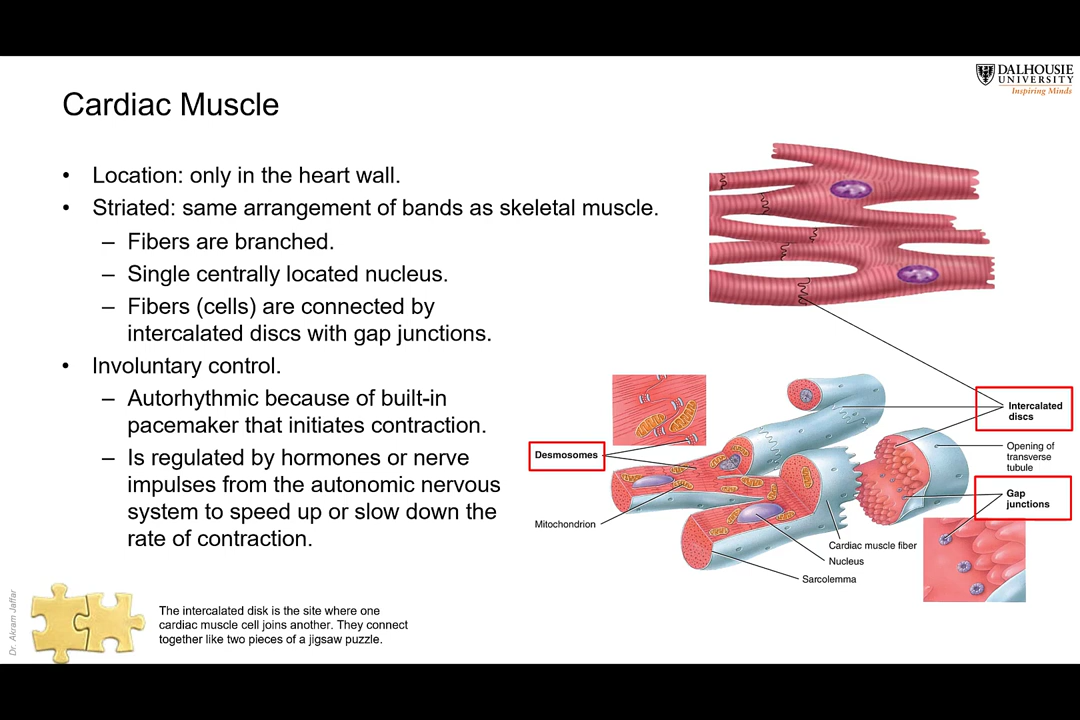 DALHOUSIE
UNIVERSITY
Inspiring Minds
Cardiac Muscle
• Location: only in the heart wall.
• Striated: same arrangement of bands as skeletal muscle.
– Fibers are branched.
– Single centrally located nucleus.
– Fibers (cells) are connected by
intercalated discs with gap junctions.
• Involuntary control.
– Autorhythmic because of built-in
pacemaker that initiates contraction.
– Is regulated by hormones or nerve
impulses from the autonomic nervous
system to speed up or slow down the
rate of contraction.
Intercalated
discs
Desmosomes
Opening of
transverse
tubule
Gap
junctions
Mitochondrion
Cardiac muscle fiber
Nucleus
Sarcolemma
The intercalated disk is the site where one
cardiac muscle cell joins another. They connect
together like two pieces of a jigsaw puzzle.
Dr. Akram Jaffar